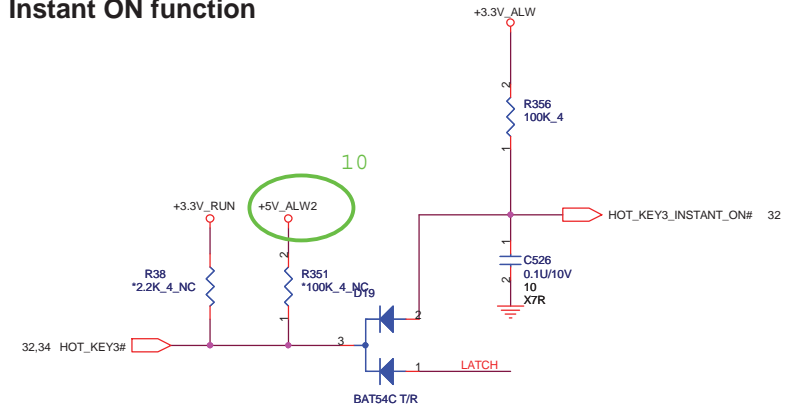 Instant ON function
+3.3V_ALW
2
R356
100K_4
1
10
+3.3V_RUN
+5V_ALW2
HOT_KEY3_INSTANT_ON# 32
2
1
R38
*2.2K_4_NC
R351
*100K_4_NC
C526
0.1U/10V
10
X7R
2
D19
1
2
32,34 HOT_KEY3#
3
1
LATCH
BAT54C T/R